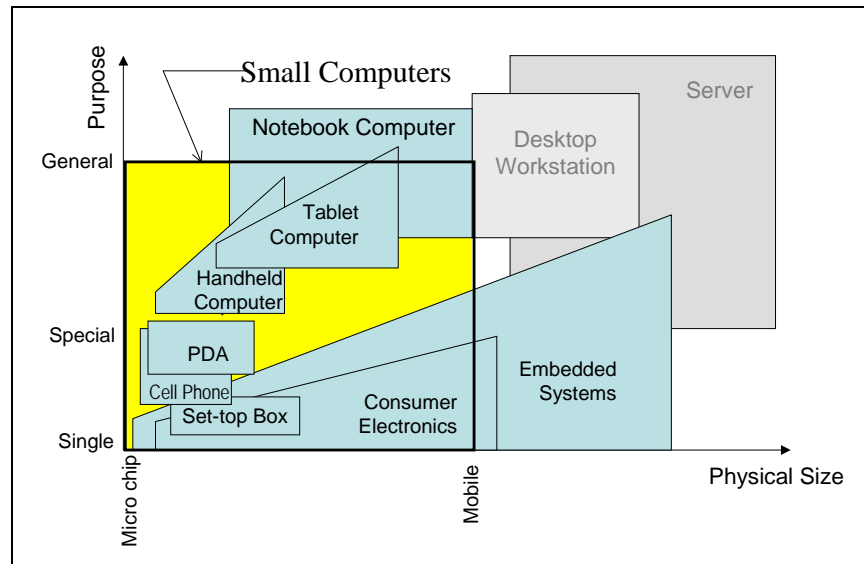 Purpose
Small Computers
Server
Notebook Computer
Desktop
Workstation
General
Tablet
Computer
Handheld
Computer
Special
PDA
Cell Phone
Embedded
Systems
Set-top Box
Consumer
Electronics
Single
Micro chip
Mobile
Physical Size